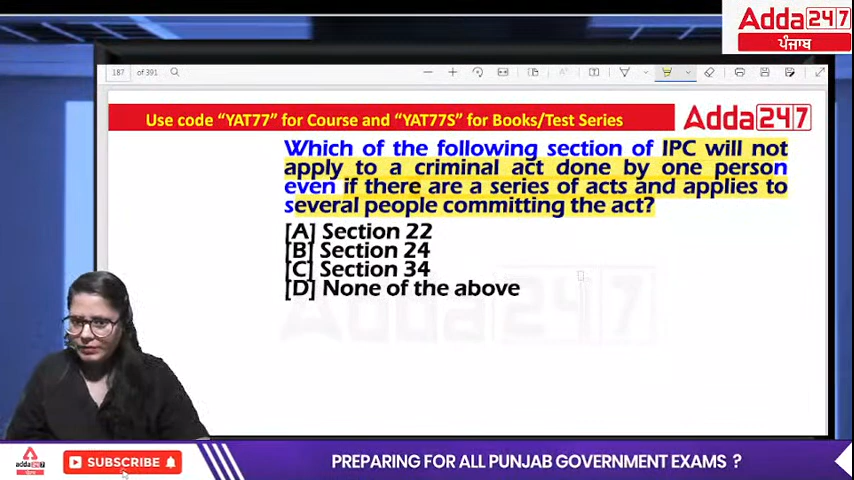 Adda247
ਪੰਜਾਬ
187 of 391
Use code “YAT77” for Course and “YAT77S” for Books/Test Series
Adda247
Which of the following section of IPC will not
apply to a criminal act done by one person
even if there are a series of acts and applies to
several people committing the act?
[A] Section 22
[B] Section 24
[C] Section 34
[D] None of the above
247
adda247
ਪੰਜਾਬ
SUBSCRIBE
PREPARING FOR ALL PUNJAB GOVERNMENT EXAMS ?